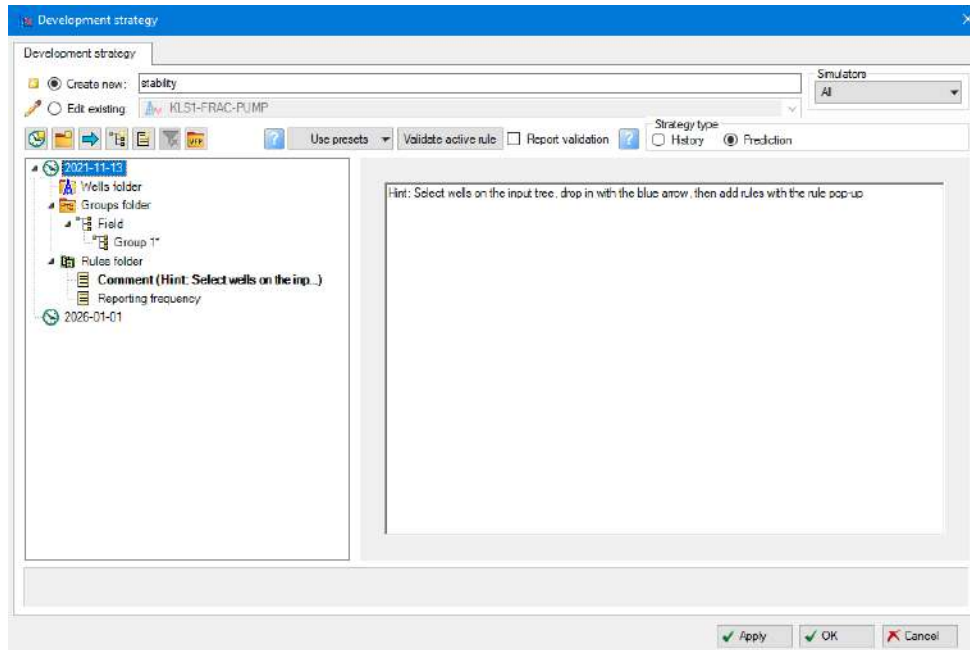 Development strategy
Development strategy
Create new: stability
Simulators
All
Edit existing: KLS1-FRAC-PUMP
Use presets
Validate active rule
Report validation
Strategy type
History
Prediction
2021-11-13
Wells folder
Groups folder
Field
Group 1*
Rules folder
Comment (Hint: Select wells on the inp...)
Reporting frequency
2026-01-01
Hint: Select wells on the input tree, drop in with the blue arrow, then add rules with the rule pop-up
Apply
OK
Cancel